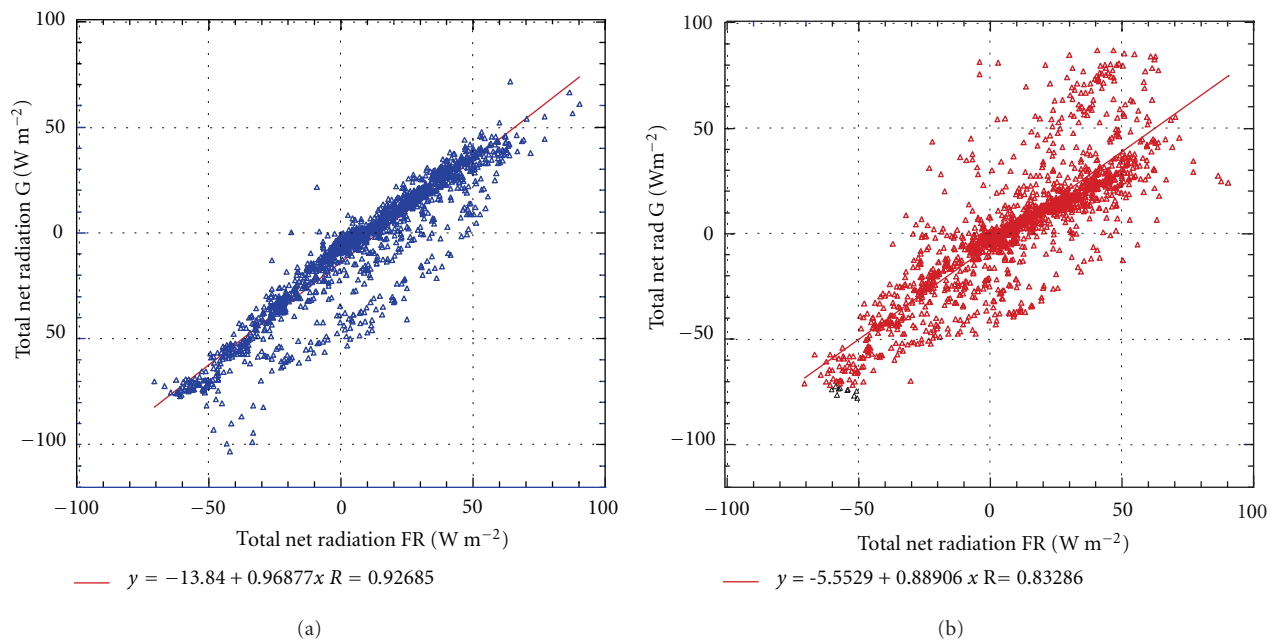 100
50
0
50
−100
Total net radiation G (W m−2)
−100 −50 0 50 100
Total net radiation FR (W m−2)
y = −13.84 + 0.96877x R = 0.92685
(a)
100
50
0
−50
−100
Total net rad G (Wm−2)
−100 −50 0 50 100
Total net radiation FR (W m−2)
y = -5.5529 + 0.88906 x R= 0.83286
(b)